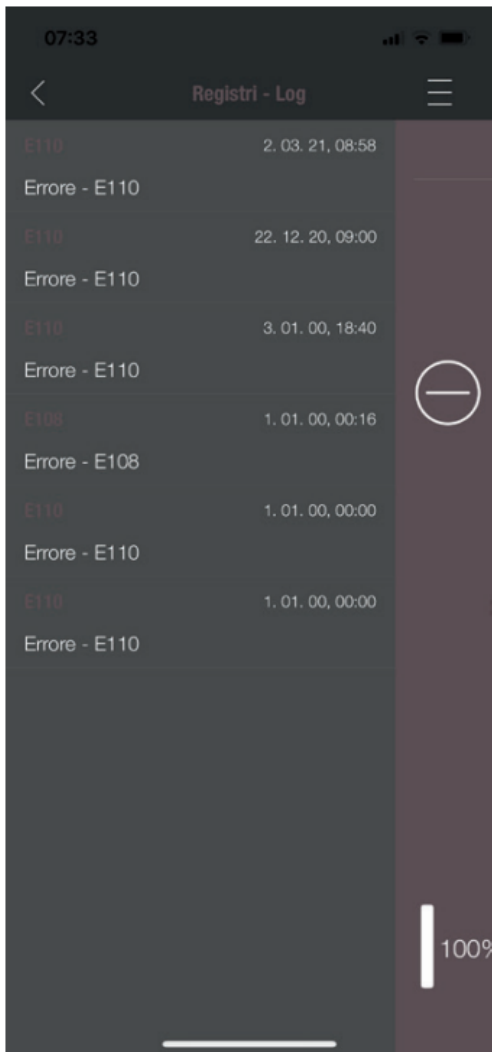 07:33
Registri - Log
E110 2. 03. 21, 08:58
Errore - E110
E110 22. 12. 20, 09:00
Errore - E110
E110 3. 01. 00, 18:40
Errore - E110
E108 1. 01. 00, 00:16
Errore - E108
E110 1. 01. 00, 00:00
Errore - E110
E110 1. 01. 00, 00:00
Errore - E110
100%